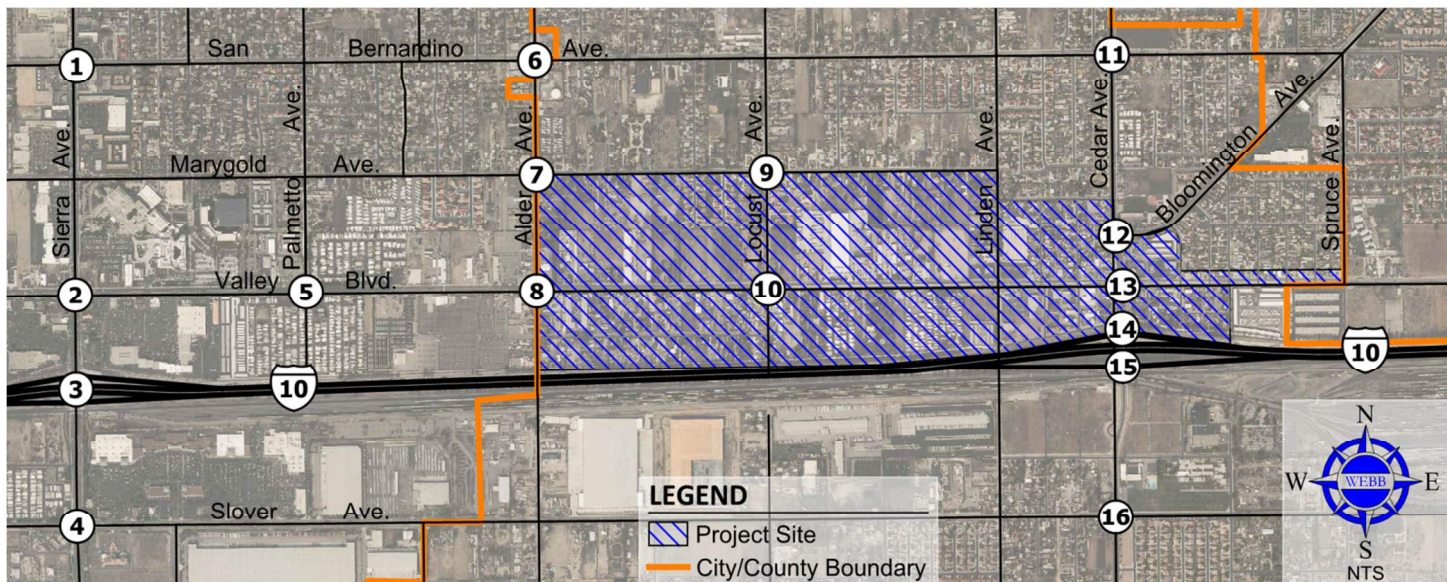 San Bernardino Ave.
1
6
11
Sierra Ave.
Palmetto Ave.
Alder Ave.
Locust Ave.
Linden Ave.
Cedar Ave.
Bloomington Ave.
Spruce Ave.
Marygold Ave.
7
9
12
Valley Blvd.
2
5
8
10
13
14
3
10
15
10
Slover Ave.
4
16
LEGEND
Project Site
City/County Boundary
N
W
WEBB
E
S
NTS